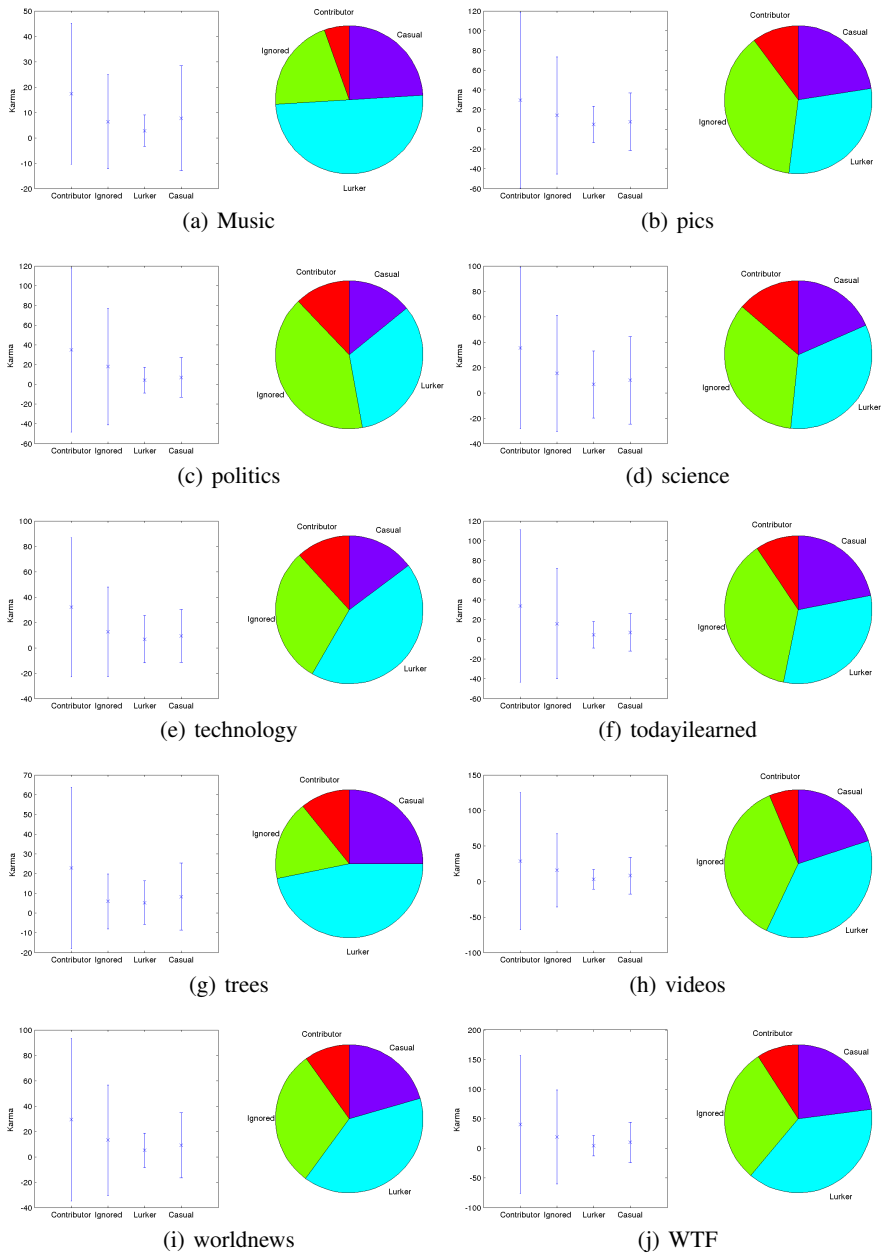 50
40
30
20
10
0
-10
-20
Karma
Contributor Ignored Lurker Casual
Contributor
Casual
Ignored
Lurker
(a) Music
120
100
80
60
40
20
0
-20
-40
-60
Karma
Contributor Ignored Lurker Casual
Contributor
Casual
Ignored
Lurker
(b) pics
120
100
80
60
40
20
0
-20
-40
-60
Karma
Contributor Ignored Lurker Casual
Contributor
Casual
Ignored
Lurker
(c) politics
100
80
60
40
20
0
-20
-40
Karma
Contributor Ignored Lurker Casual
Contributor
Casual
Ignored
Lurker
(d) science
100
80
60
40
20
0
-20
-40
Karma
Contributor Ignored Lurker Casual
Contributor
Casual
Ignored
Lurker
(e) technology
120
100
80
60
40
20
0
-20
-40
-60
Karma
Contributor Ignored Lurker Casual
Contributor
Casual
Ignored
Lurker
(f) todayilearned
70
60
50
40
30
20
10
0
-10
-20
Karma
Contributor Ignored Lurker Casual
Contributor
Casual
Ignored
Lurker
(g) trees
150
100
50
0
-50
-100
Karma
Contributor Ignored Lurker Casual
Contributor
Casual
Ignored
Lurker
(h) videos
100
80
60
40
20
0
-20
-40
Karma
Contributor Ignored Lurker Casual
Contributor
Casual
Ignored
Lurker
(i) worldnews
200
150
100
50
0
-50
-100
Karma
Contributor Ignored Lurker Casual
Contributor
Casual
Ignored
Lurker
(j) WTF